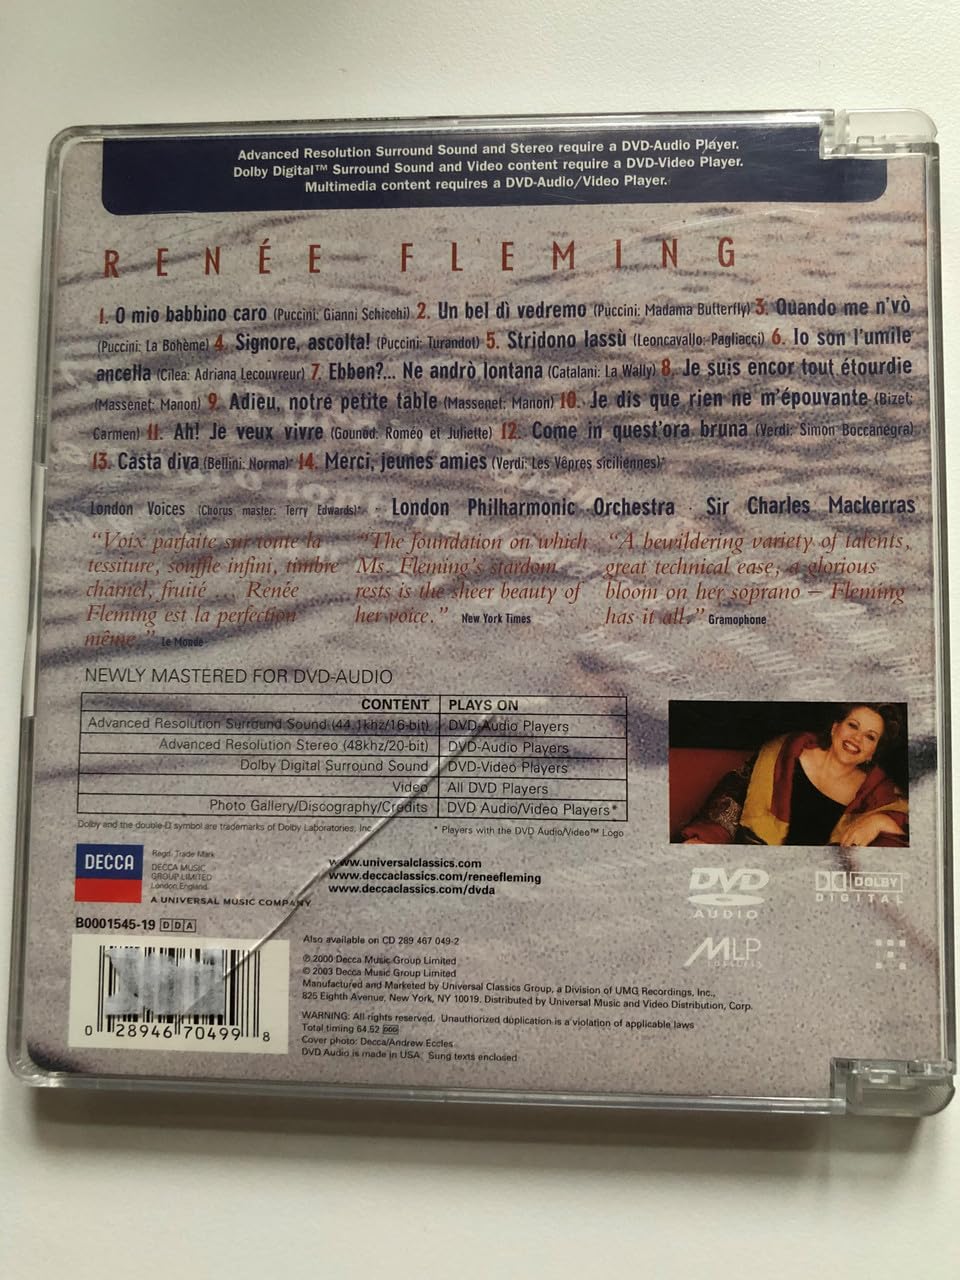 Advanced Resolution Surround Sound and Stereo require a DVD-Audio Player.
Dolby Digital™ Surround Sound and Video content require a DVD-Video Player.
Multimedia content requires a DVD-Audio/Video Player.
RENÉE FLEMING
1. O mio babbino caro (Puccini: Gianni Schicchi) 2. Un bel dì vedremo (Puccini: Madama Butterfly) 3. Quando me n'vò
(Puccini: La Bohème) 4. Signore, ascolta! (Puccini: Turandot) 5. Stridono lassù (Leoncavallo: Pagliacci) 6. Io son l'umile
ancella (Cilea: Adriana Lecouvreur) 7. Ebben?... Ne andrò lontana (Catalani: La Wally) 8. Je suis encor tout étourdie
(Massenet: Manon) 9. Adieu, notre petite table (Massenet: Manon) 10. Je dis que rien ne m'épouvante (Bizet:
Carmen) 11. Ah! Je veux vivre (Gounod: Roméo et Juliette) 12. Come in quest'ora bruna (Verdi: Simon Boccanegra)
13. Casta diva (Bellini: Norma)* 14. Merci, jeunes amies (Verdi: Les Vêpres siciliennes)*
London Voices (Chorus master: Terry Edwards)* · London Philharmonic Orchestra · Sir Charles Mackerras
"Voix parfaite sur toute la
tessiture, souffle infini, timbre
charnel, fruité ... Renée
Fleming est la perfection
même." Le Monde
"The foundation on which
Ms. Fleming's stardom
rests is the sheer beauty of
her voice." New York Times
"A bewildering variety of talents,
great technical ease, a glorious
bloom on her soprano – Fleming
has it all." Gramophone
NEWLY MASTERED FOR DVD-AUDIO
CONTENT PLAYS ON
Advanced Resolution Surround Sound (44.1khz/16-bit) DVD-Audio Players
Advanced Resolution Stereo (48khz/20-bit) DVD-Audio Players
Dolby Digital Surround Sound DVD-Video Players
Video All DVD Players
Photo Gallery/Discography/Credits DVD Audio/Video Players*
Dolby and the double-D symbol are trademarks of Dolby Laboratories, Inc.
* Players with the DVD Audio/Video™ Logo
DECCA
Regd. Trade Mark
DECCA MUSIC
GROUP LIMITED
London, England.
A UNIVERSAL MUSIC COMPANY
www.universalclassics.com
www.deccaclassics.com/reneefleming
www.deccaclassics.com/dvda
DVD
AUDIO
DOLBY
DIGITAL
MLP
B0001545-19 DDA
0 28946 70499 8
Also available on CD 289 467 049-2
℗ 2000 Decca Music Group Limited
© 2003 Decca Music Group Limited
Manufactured and Marketed by Universal Classics Group, a Division of UMG Recordings, Inc.,
825 Eighth Avenue, New York, NY 10019. Distributed by Universal Music and Video Distribution, Corp.
WARNING: All rights reserved. Unauthorized duplication is a violation of applicable laws
Total timing 64.52 DDD
Cover photo: Decca/Andrew Eccles
DVD Audio is made in USA Sung texts enclosed